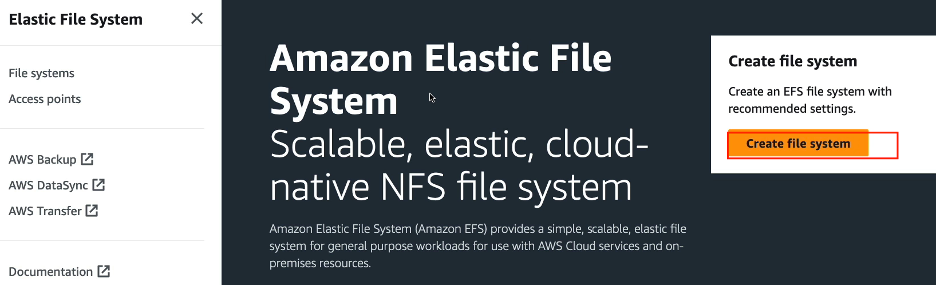 Elastic File System
File systems
Access points
AWS Backup
AWS DataSync
AWS Transfer
Documentation
Amazon Elastic File
System
Scalable, elastic, cloud-
native NFS file system
Amazon Elastic File System (Amazon EFS) provides a simple, scalable, elastic file
system for general purpose workloads for use with AWS Cloud services and on-
premises resources.
Create file system
Create an EFS file system with
recommended settings.
Create file system